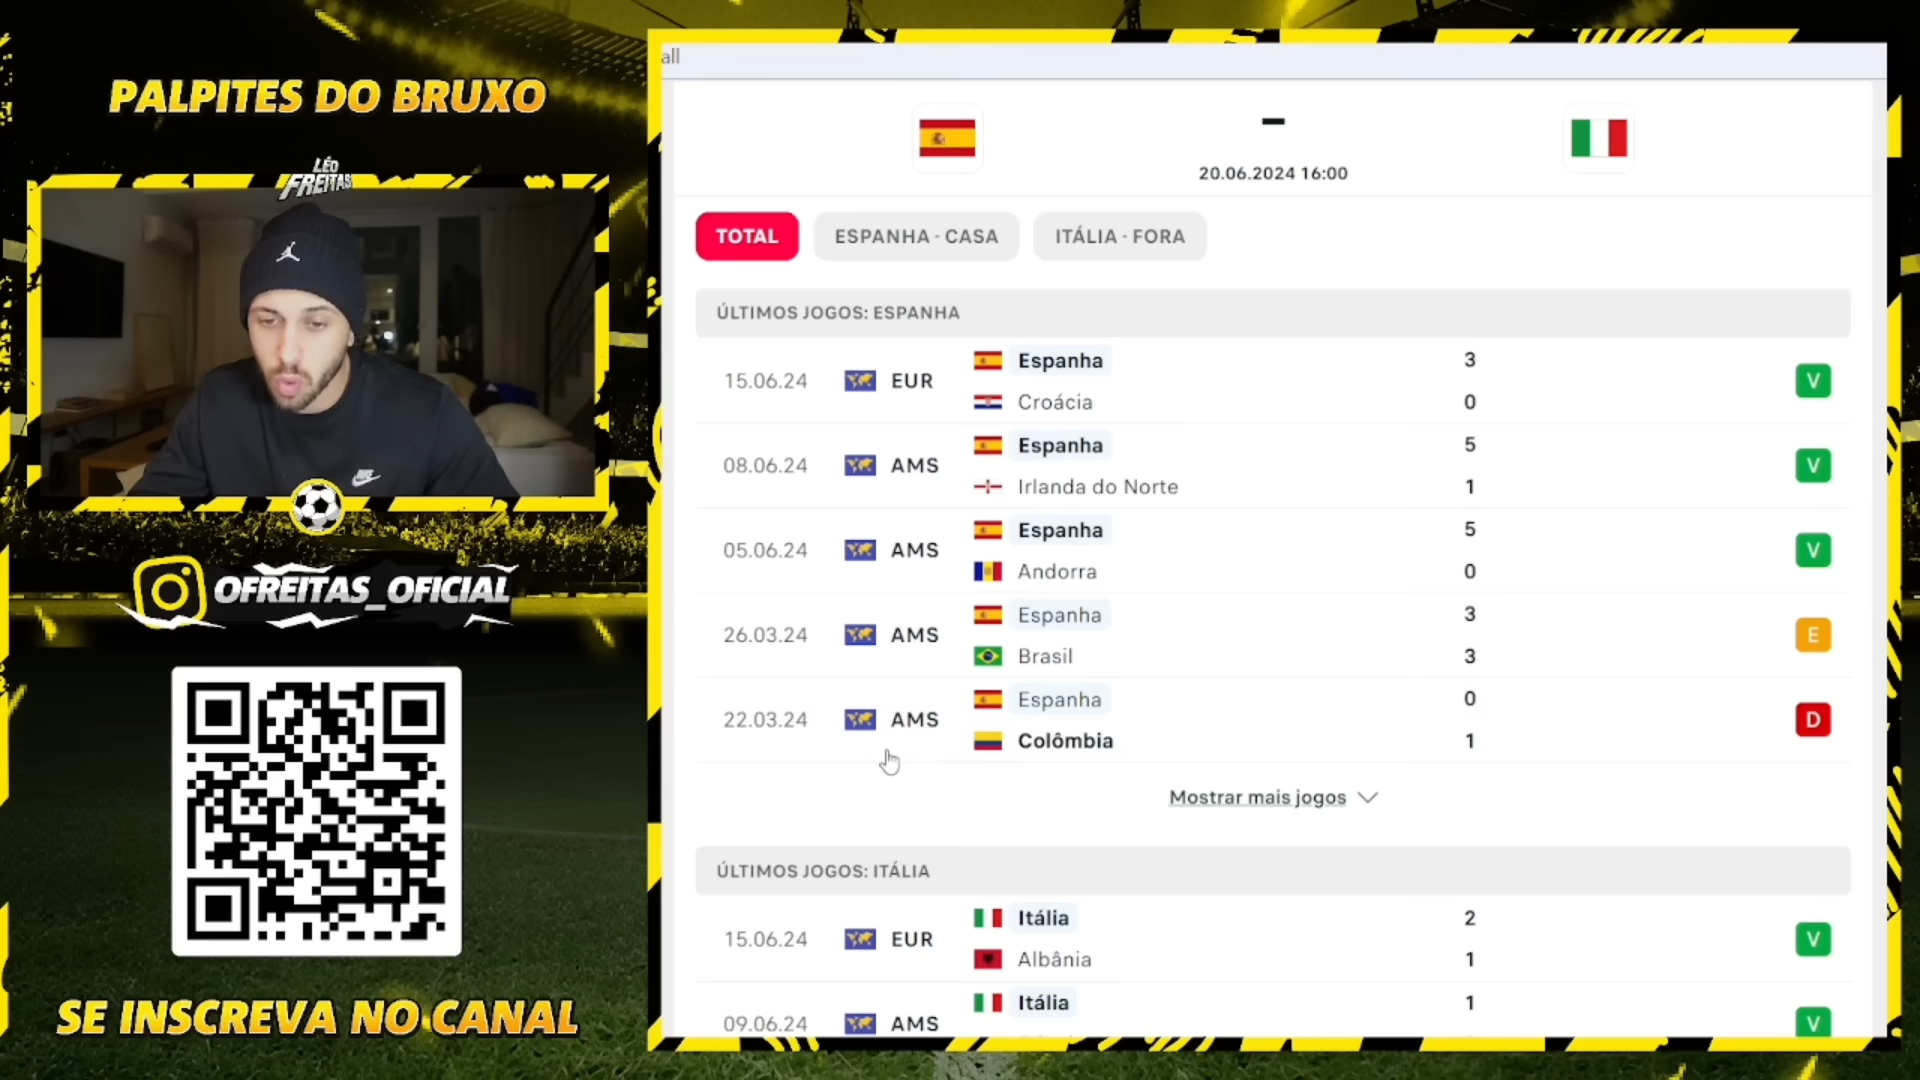 PALPITES DO BRUXO
LÉO
FREITAS
OFREITAS_OFICIAL
SE INSCREVA NO CANAL
all
-
20.06.2024 16:00
TOTAL
ESPANHA - CASA
ITÁLIA - FORA
ÚLTIMOS JOGOS: ESPANHA
15.06.24 EUR Espanha 3 V
Croácia 0
08.06.24 AMS Espanha 5 V
Irlanda do Norte 1
05.06.24 AMS Espanha 5 V
Andorra 0
26.03.24 AMS Espanha 3 E
Brasil 3
22.03.24 AMS Espanha 0 D
Colômbia 1
Mostrar mais jogos
ÚLTIMOS JOGOS: ITÁLIA
15.06.24 EUR Itália 2 V
Albânia 1
09.06.24 AMS Itália 1 V